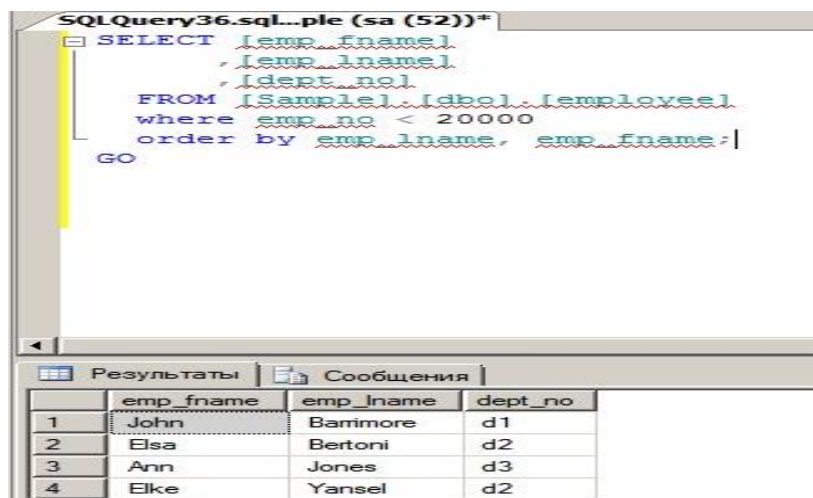 SQLQuery36.sql...ple (sa (52))*
SELECT [emp_fname]
,[emp_lname]
,[dept_no]
FROM [Sample].[dbo].[employee]
where emp_no < 20000
order by emp_lname, emp_fname;
GO
Результаты Сообщения
emp_fname emp_lname dept_no
1 John Barrimore d1
2 Elsa Bertoni d2
3 Ann Jones d3
4 Elke Yansel d2